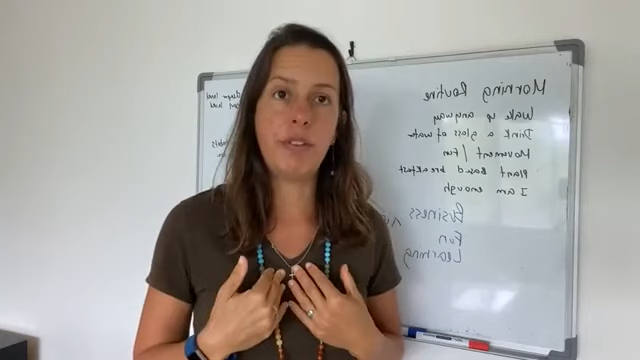 Morning Routine
Wake up anyway
Drink a glass of water
Movement / fun
Plant Based breakfast
I am enough
Business
Fun
Learning